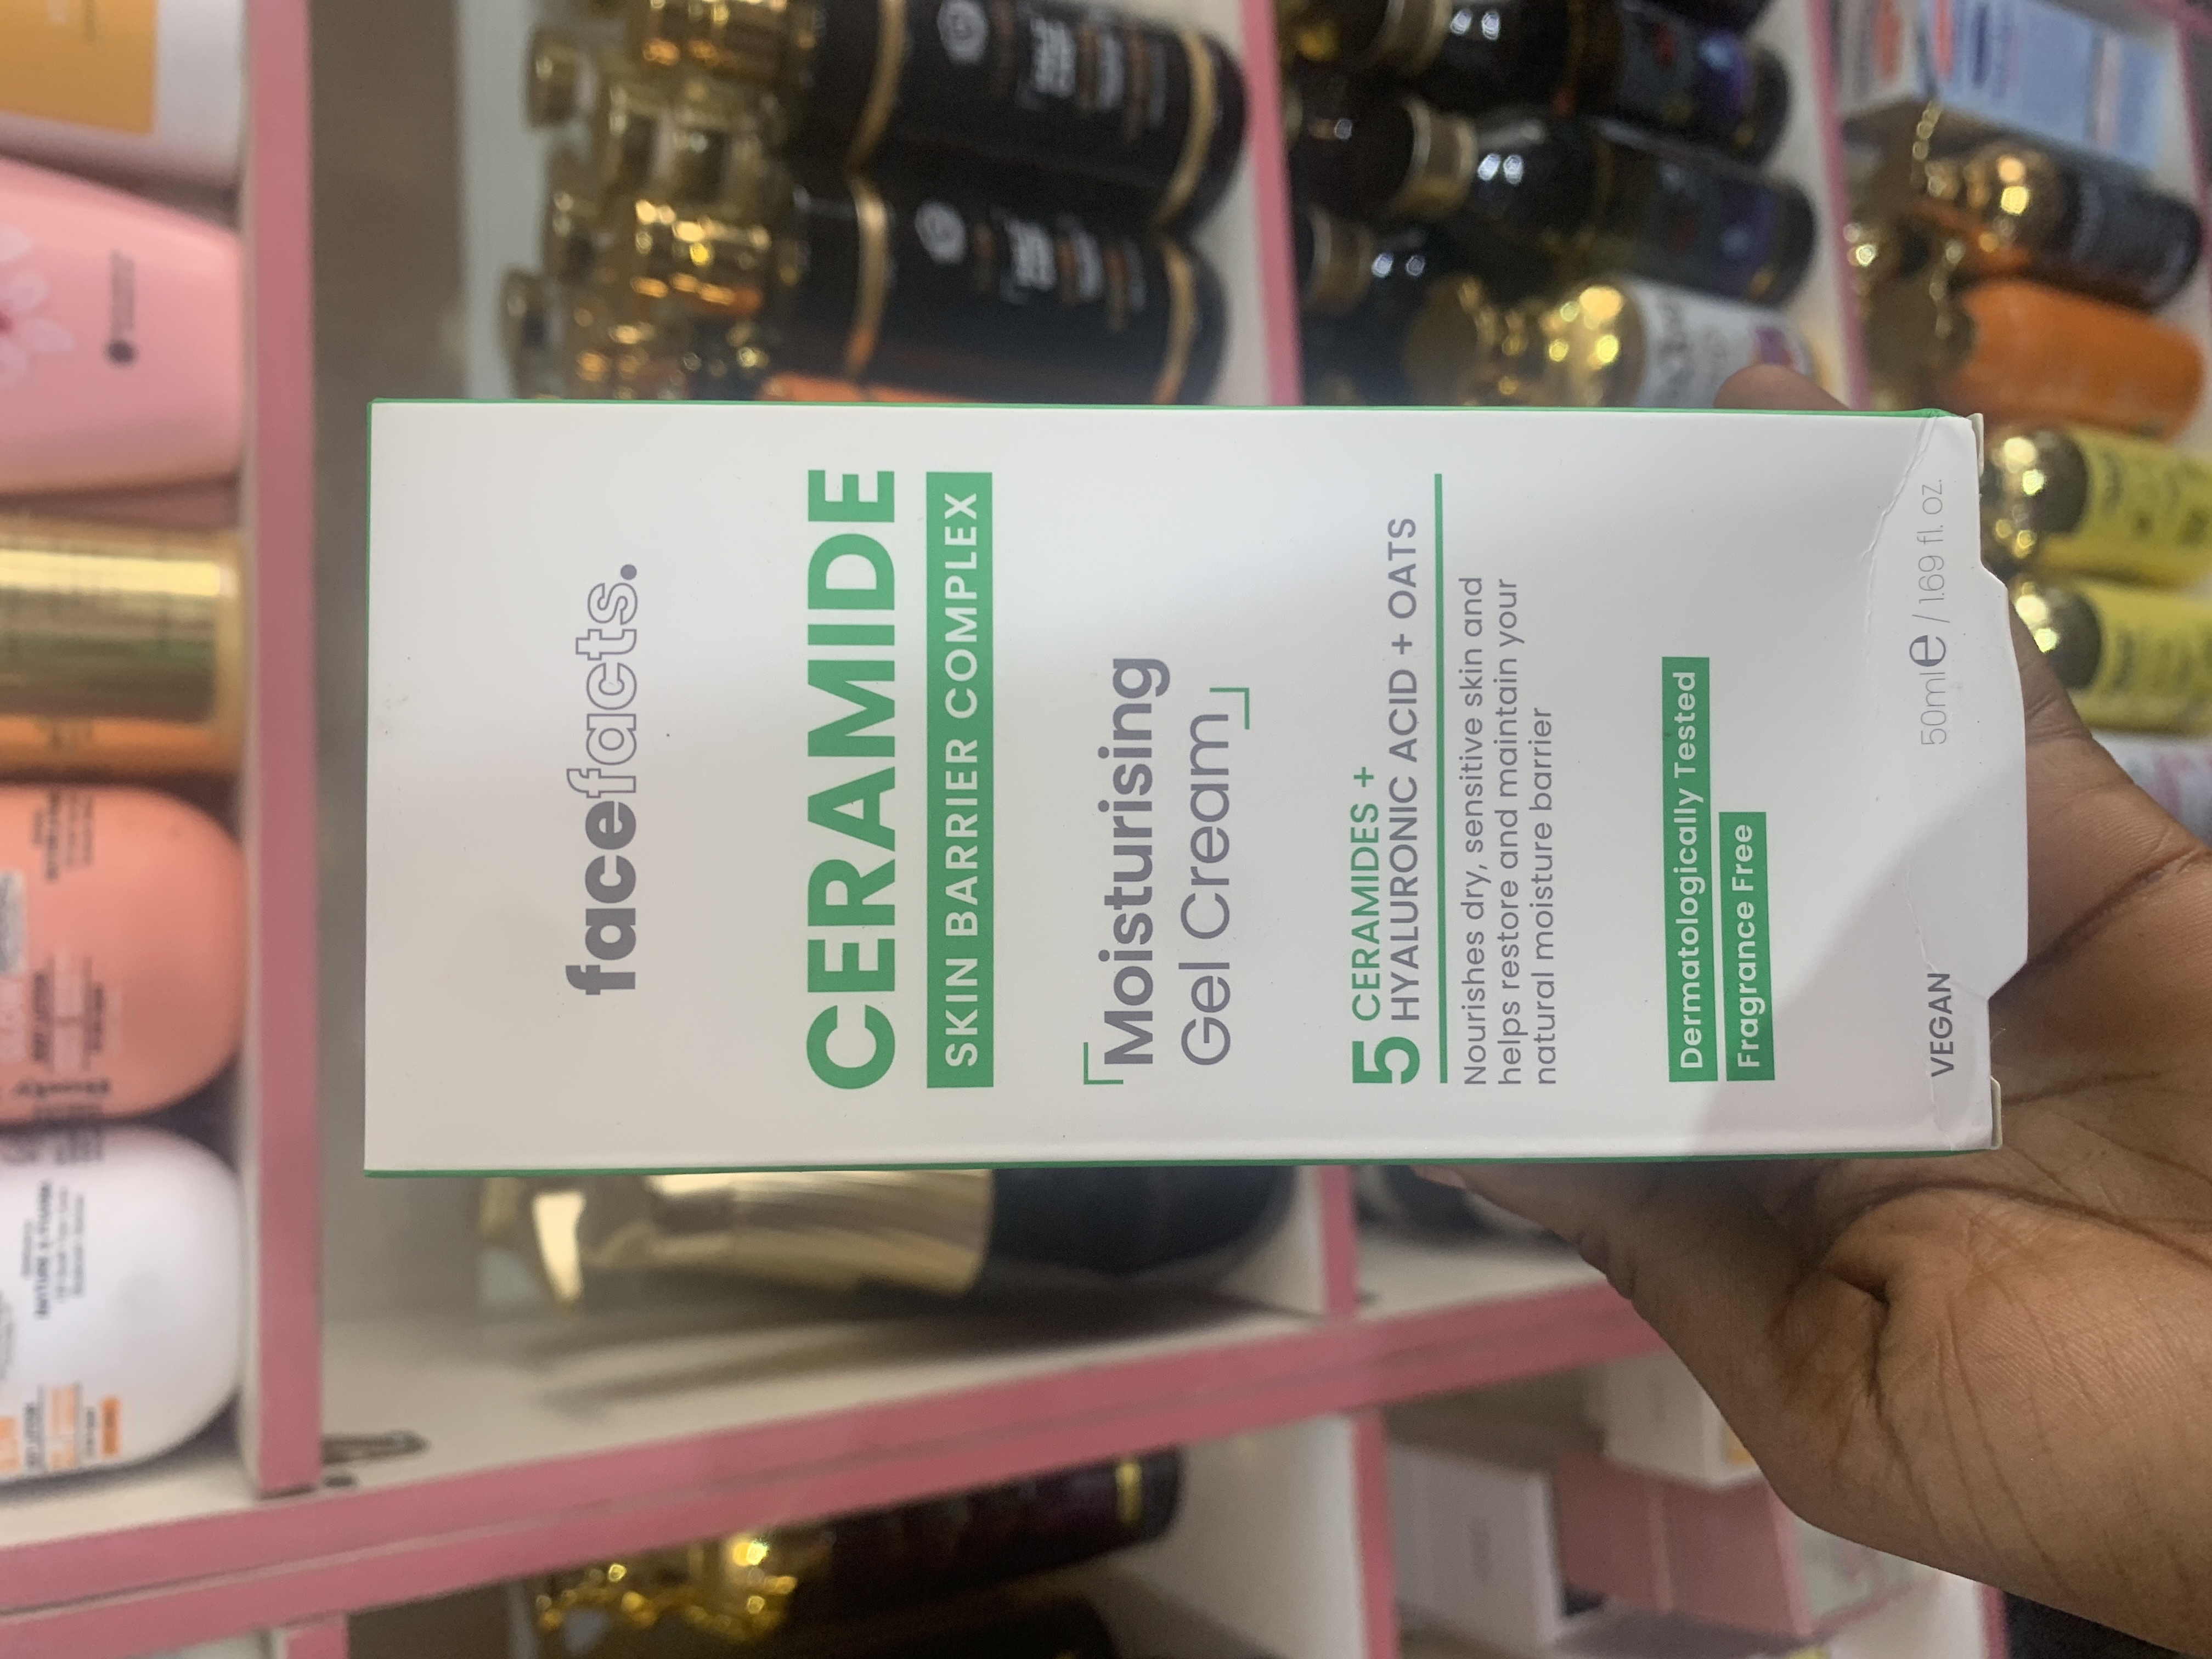 facefacts.
CERAMIDE
SKIN BARRIER COMPLEX
Moisturising
Gel Cream
5 CERAMIDES +
HYALURONIC ACID + OATS
Nourishes dry, sensitive skin and
helps restore and maintain your
natural moisture barrier
Dermatologically Tested
Fragrance Free
VEGAN
50ml e / 1.69 fl. oz.